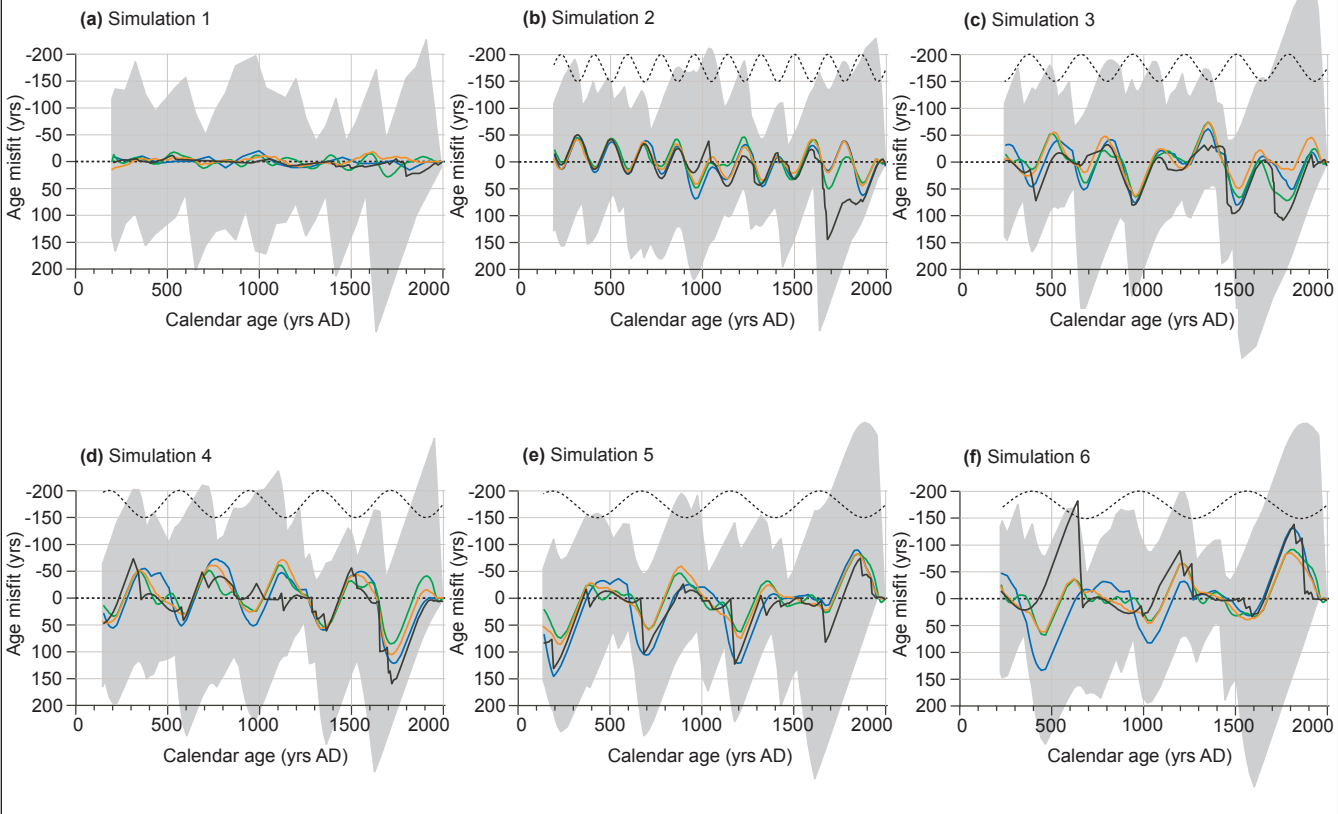 (a) Simulation 1
-200
-150
-100
-50
0
50
100
150
200
Age misfit (yrs)
0 500 1000 1500 2000
Calendar age (yrs AD)
(b) Simulation 2
-200
-150
-100
-50
0
50
100
150
200
Age misfit (yrs)
0 500 1000 1500 2000
Calendar age (yrs AD)
(c) Simulation 3
-200
-150
-100
-50
0
50
100
150
200
Age misfit (yrs)
0 500 1000 1500 2000
Calendar age (yrs AD)
(d) Simulation 4
-200
-150
-100
-50
0
50
100
150
200
Age misfit (yrs)
0 500 1000 1500 2000
Calendar age (yrs AD)
(e) Simulation 5
-200
-150
-100
-50
0
50
100
150
200
Age misfit (yrs)
0 500 1000 1500 2000
Calendar age (yrs AD)
(f) Simulation 6
-200
-150
-100
-50
0
50
100
150
200
Age misfit (yrs)
0 500 1000 1500 2000
Calendar age (yrs AD)